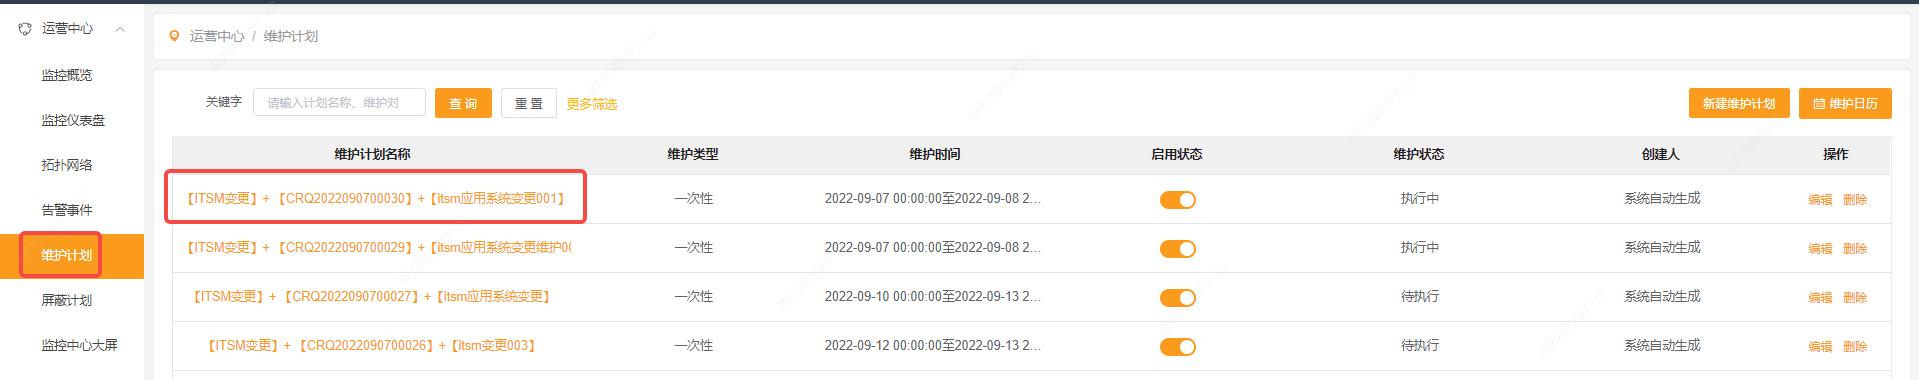 运营中心
监控概览
监控仪表盘
拓扑网络
告警事件
维护计划
屏蔽计划
监控中心大屏
运营中心 / 维护计划
关键字 请输入计划名称、维护对 查 询 重 置 更多筛选 新建维护计划 维护日历
维护计划名称 维护类型 维护时间 启用状态 维护状态 创建人 操作
【ITSM变更】+ 【CRQ2022090700030】+【itsm应用系统变更001】 一次性 2022-09-07 00:00:00至2022-09-08 2... 执行中 系统自动生成 编辑 删除
【ITSM变更】+ 【CRQ2022090700029】+【itsm应用系统变更维护0( 一次性 2022-09-07 00:00:00至2022-09-08 2... 执行中 系统自动生成 编辑 删除
【ITSM变更】+ 【CRQ2022090700027】+【itsm应用系统变更】 一次性 2022-09-10 00:00:00至2022-09-13 2... 待执行 系统自动生成 编辑 删除
【ITSM变更】+ 【CRQ2022090700026】+【itsm变更003】 一次性 2022-09-12 00:00:00至2022-09-13 2... 待执行 系统自动生成 编辑 删除